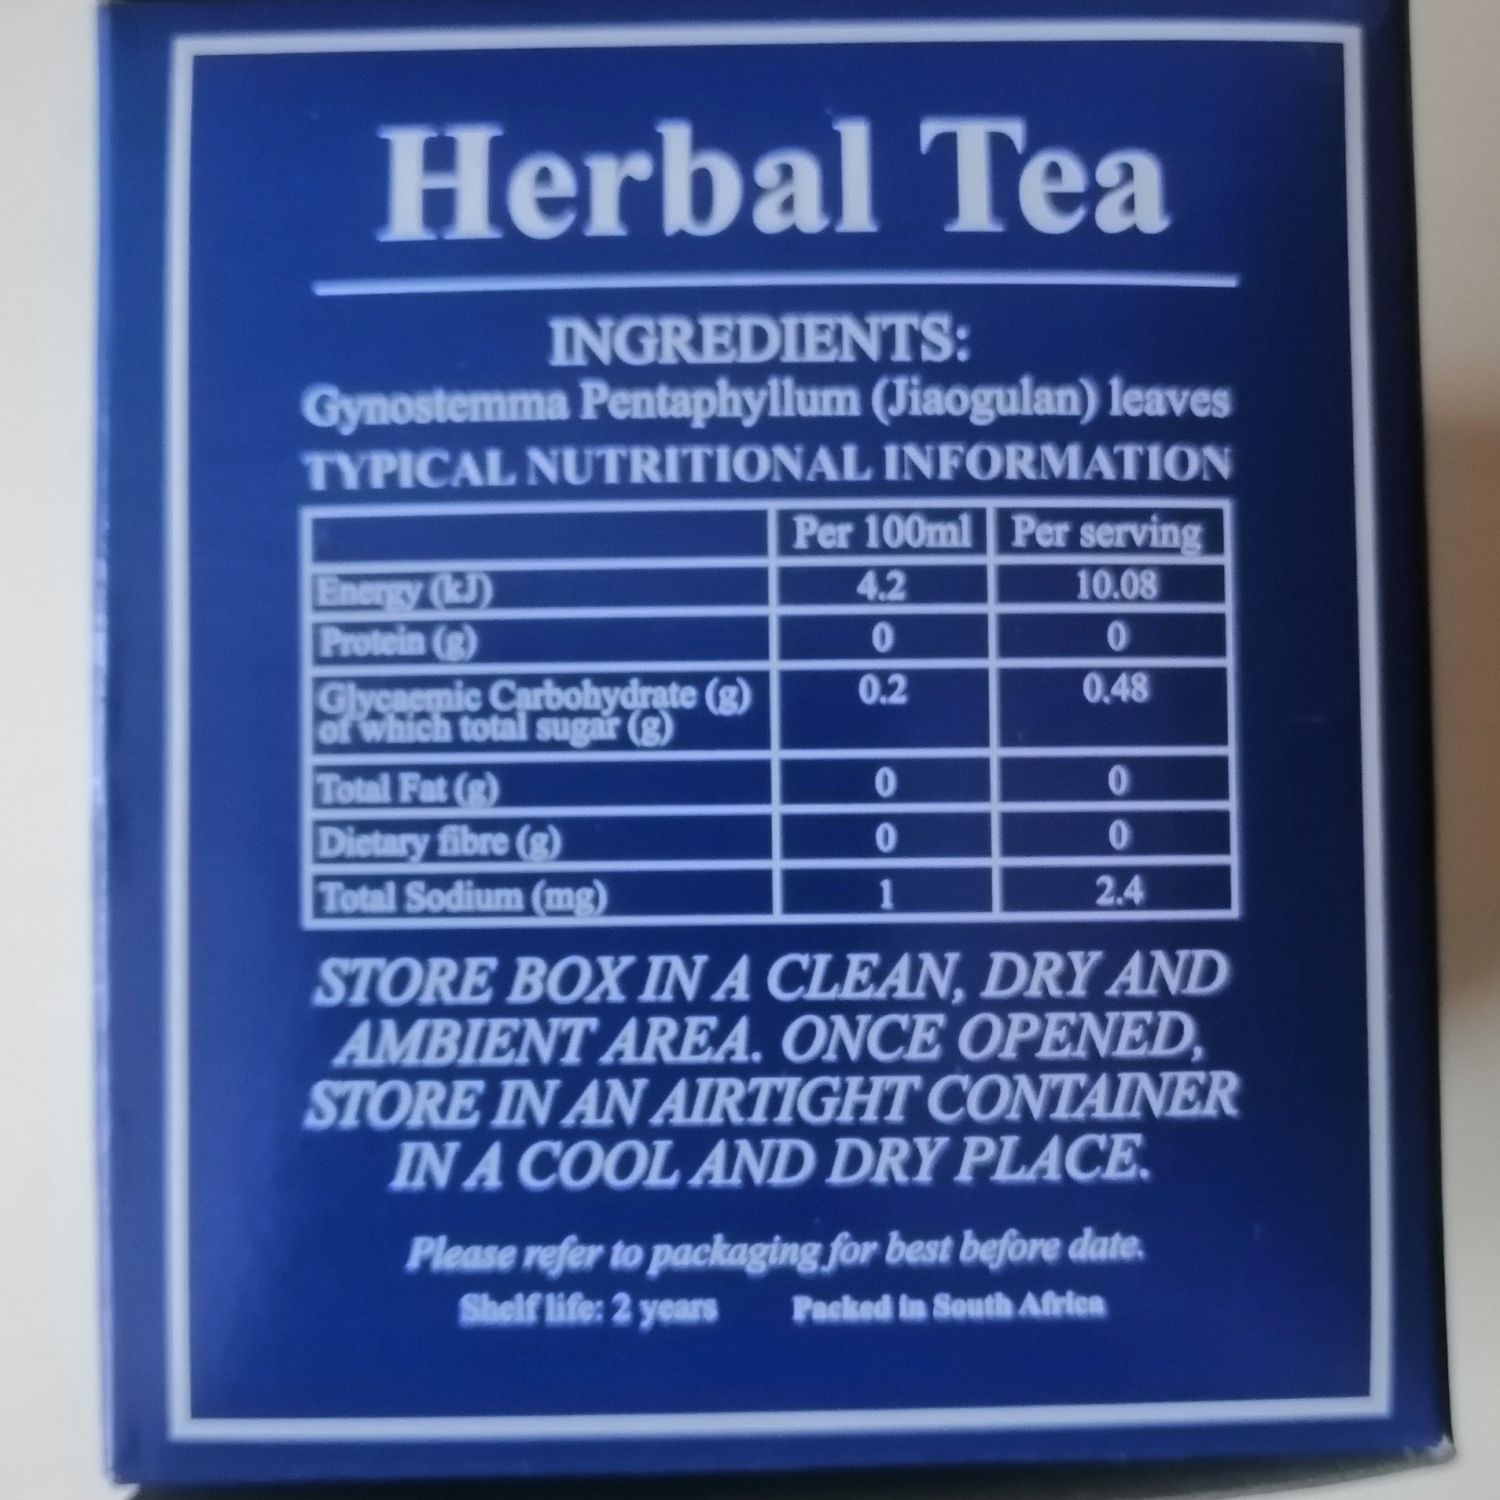 Herbal Tea
INGREDIENTS:
Gynostemma Pentaphyllum (Jiaogulan) leaves
TYPICAL NUTRITIONAL INFORMATION
Per 100ml Per serving
Energy (kJ) 4.2 10.08
Protein (g) 0 0
Glycaemic Carbohydrate (g) 0.2 0.48
of which total sugar (g)
Total Fat (g) 0 0
Dietary fibre (g) 0 0
Total Sodium (mg) 1 2.4
STORE BOX IN A CLEAN, DRY AND
AMBIENT AREA. ONCE OPENED,
STORE IN AN AIRTIGHT CONTAINER
IN A COOL AND DRY PLACE.
Please refer to packaging for best before date.
Shelf life: 2 years Packed in South Africa